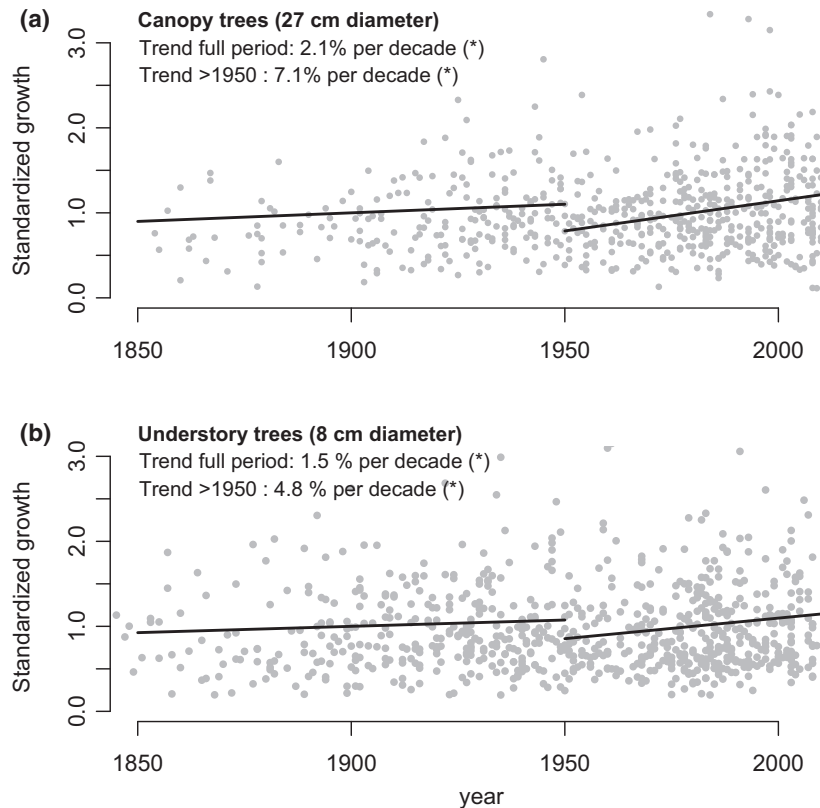 (a)
Canopy trees (27 cm diameter)
Trend full period: 2.1% per decade (*)
Trend >1950 : 7.1% per decade (*)
Standardized growth
3.0
2.0
1.0
0.0
1850 1900 1950 2000
(b)
Understory trees (8 cm diameter)
Trend full period: 1.5 % per decade (*)
Trend >1950 : 4.8 % per decade (*)
Standardized growth
3.0
2.0
1.0
0.0
1850 1900 1950 2000
year